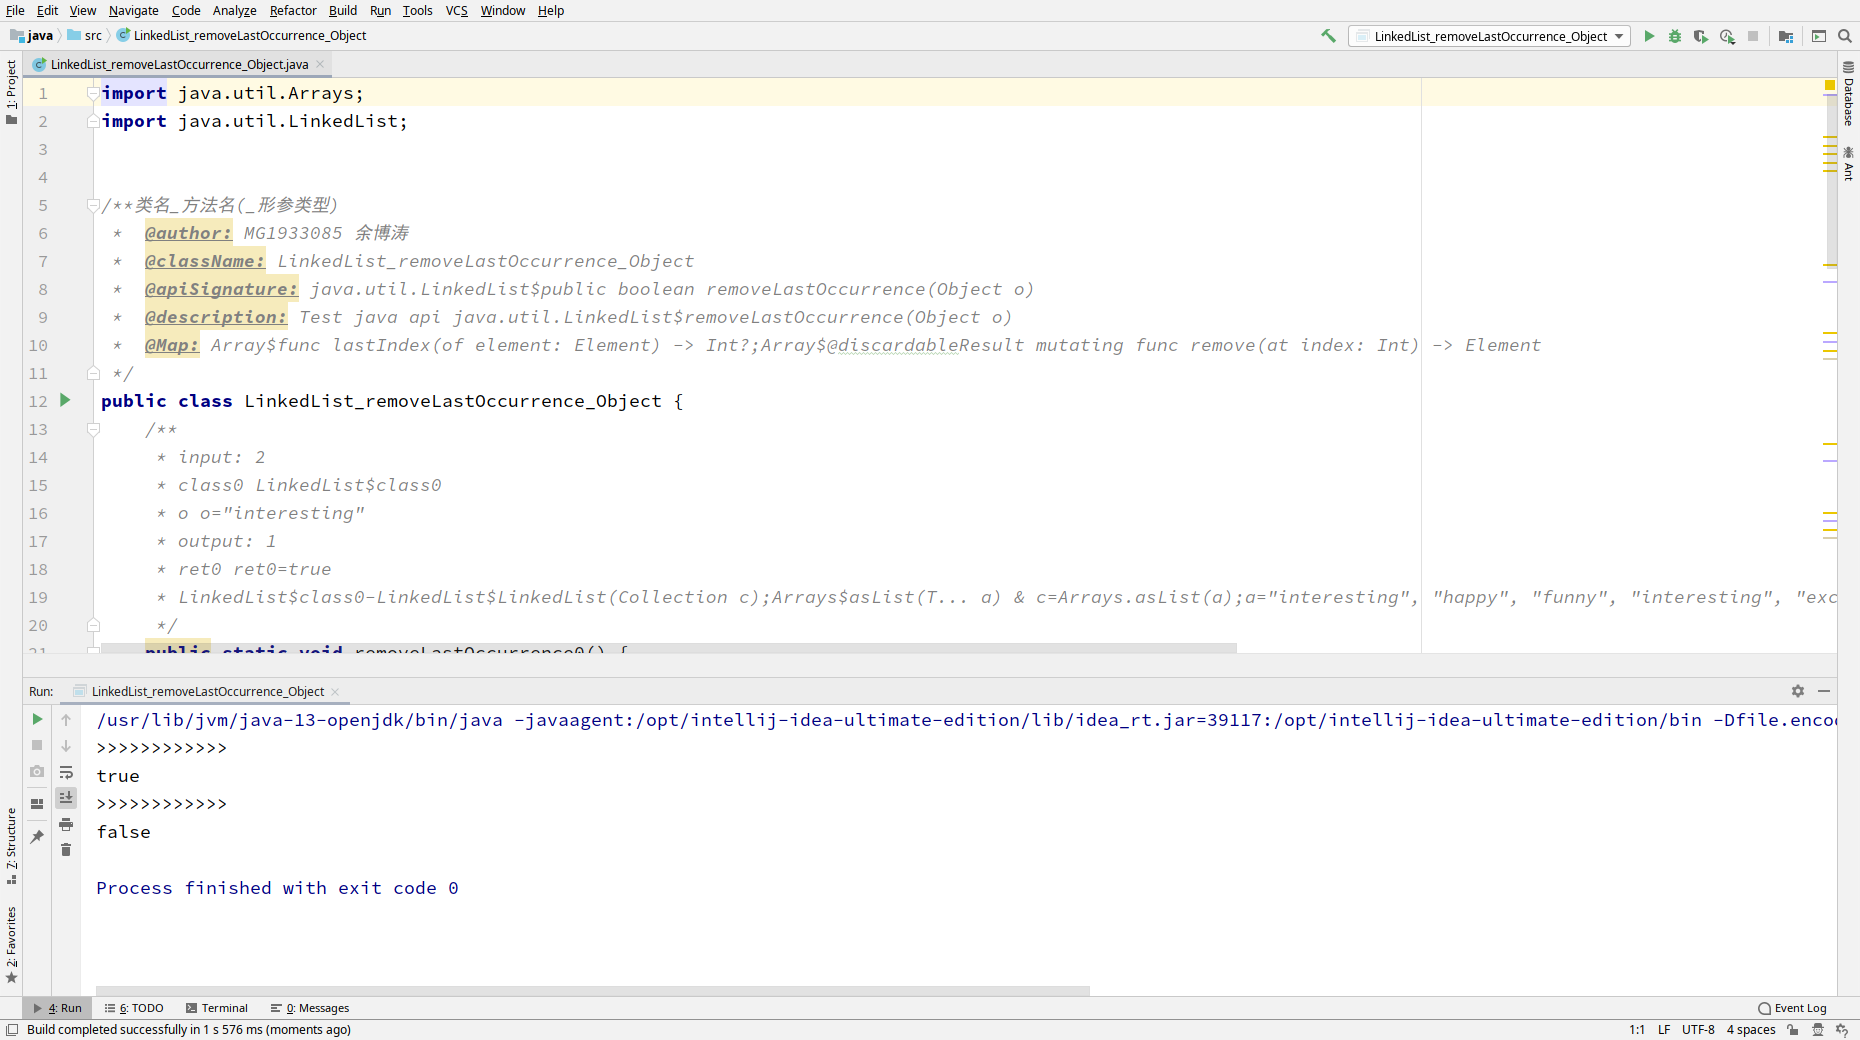 File Edit View Navigate Code Analyze Refactor Build Run Tools VCS Window Help
java src LinkedList_removeLastOccurrence_Object
LinkedList_removeLastOccurrence_Object
LinkedList_removeLastOccurrence_Object.java
1: Project
Database
Ant
1 import java.util.Arrays;
2 import java.util.LinkedList;
3
4
5 /**类名_方法名(_形参类型)
6 * @author: MG1933085 余博涛
7 * @className: LinkedList_removeLastOccurrence_Object
8 * @apiSignature: java.util.LinkedList$public boolean removeLastOccurrence(Object o)
9 * @description: Test java api java.util.LinkedList$removeLastOccurrence(Object o)
10 * @Map: Array$func lastIndex(of element: Element) -> Int?;Array$@discardableResult mutating func remove(at index: Int) -> Element
11 */
12 public class LinkedList_removeLastOccurrence_Object {
13 /**
14 * input: 2
15 * class0 LinkedList$class0
16 * o o="interesting"
17 * output: 1
18 * ret0 ret0=true
19 * LinkedList$class0-LinkedList$LinkedList(Collection c);Arrays$asList(T... a) & c=Arrays.asList(a);a="interesting", "happy", "funny", "interesting", "exc
20 */
21 public static void removeLastOccurrence0() {
Run: LinkedList_removeLastOccurrence_Object
/usr/lib/jvm/java-13-openjdk/bin/java -javaagent:/opt/intellij-idea-ultimate-edition/lib/idea_rt.jar=39117:/opt/intellij-idea-ultimate-edition/bin -Dfile.enco
>>>>>>>>>>>>
true
>>>>>>>>>>>>
false
Process finished with exit code 0
7: Structure
2: Favorites
4: Run 6: TODO Terminal 0: Messages Event Log
Build completed successfully in 1 s 576 ms (moments ago) 1:1 LF UTF-8 4 spaces